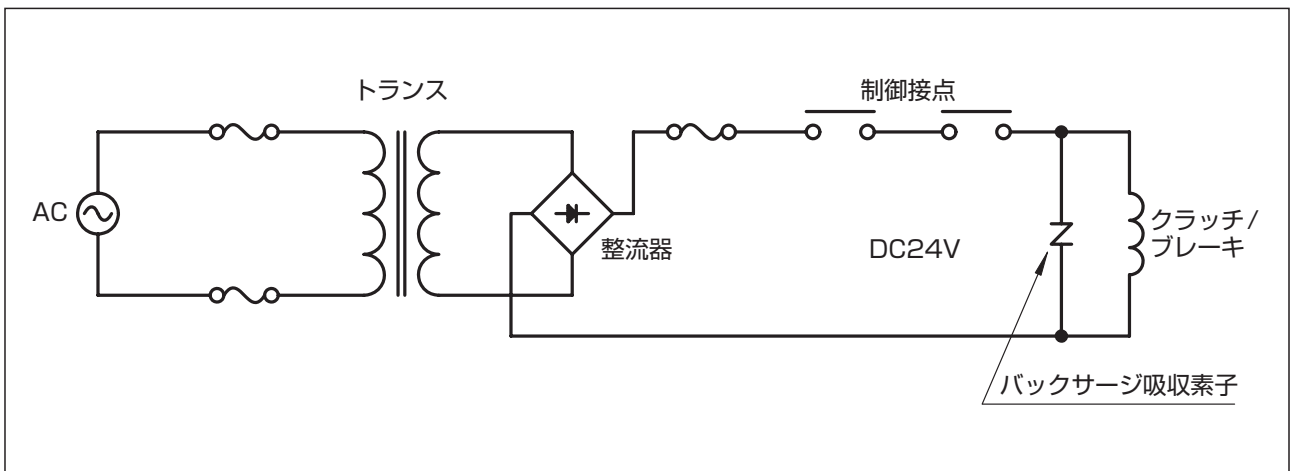 トランス
制御接点
AC
整流器
DC24V
クラッチ/
ブレーキ
バックサージ吸収素子